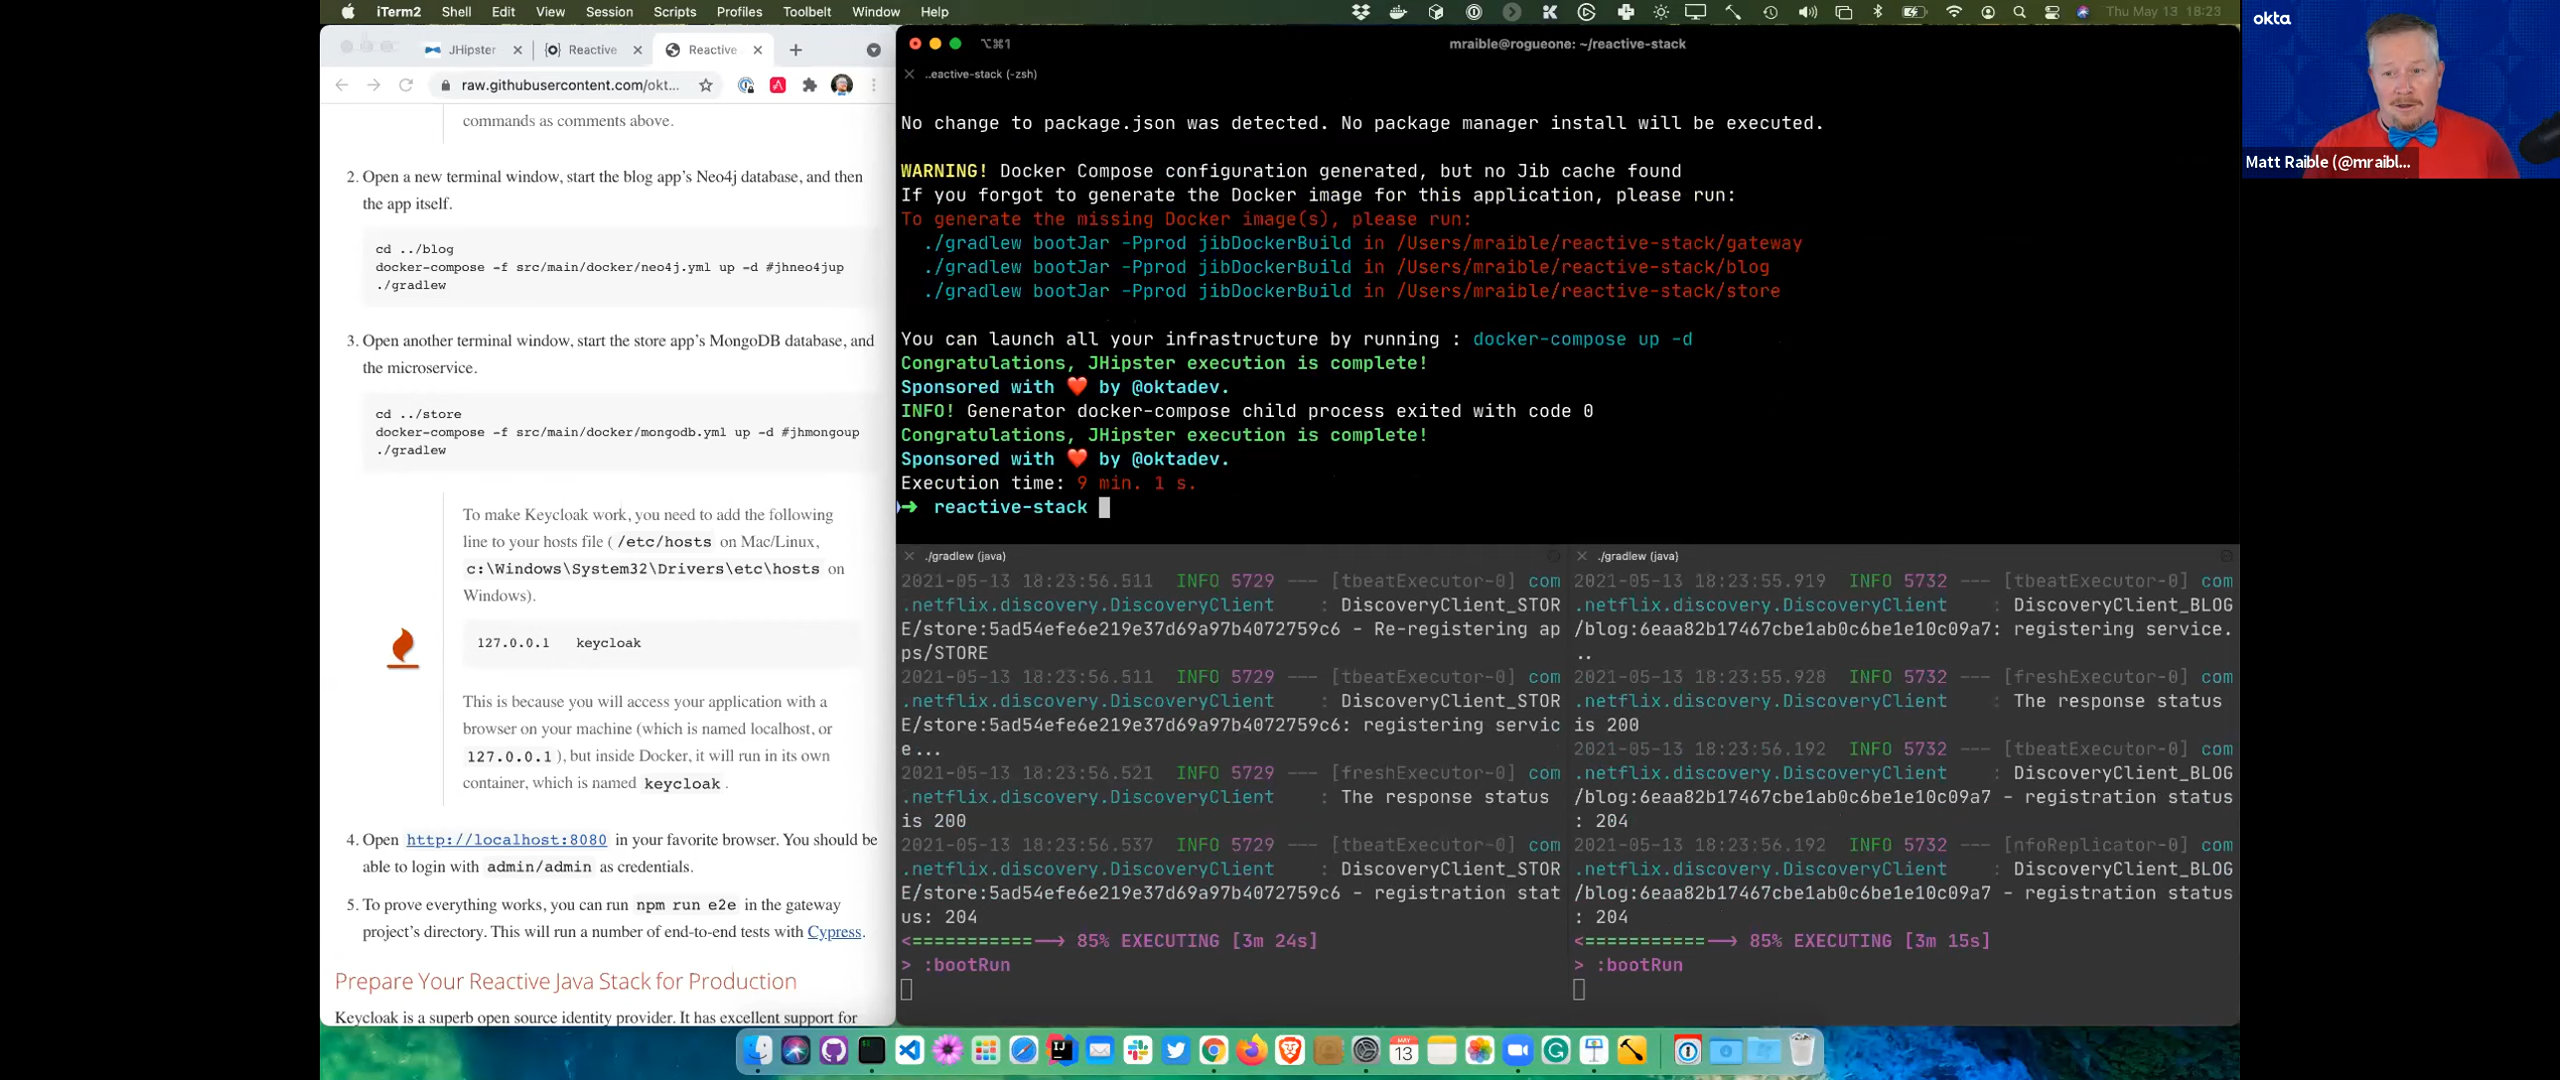 iTerm2 Shell Edit View Session Scripts Profiles Toolbelt Window Help
Thu May 13 18:23
JHipster
Reactive
Reactive
raw.githubusercontent.com/okt...
commands as comments above.
2. Open a new terminal window, start the blog app's Neo4j database, and then
the app itself.
cd ../blog
docker-compose -f src/main/docker/neo4j.yml up -d #jhneo4jup
./gradlew
3. Open another terminal window, start the store app's MongoDB database, and
the microservice.
cd ../store
docker-compose -f src/main/docker/mongodb.yml up -d #jhmongoup
./gradlew
To make Keycloak work, you need to add the following
line to your hosts file ( /etc/hosts on Mac/Linux,
c:\Windows\System32\Drivers\etc\hosts on
Windows).
127.0.0.1 keycloak
This is because you will access your application with a
browser on your machine (which is named localhost, or
127.0.0.1 ), but inside Docker, it will run in its own
container, which is named keycloak .
4. Open http://localhost:8080 in your favorite browser. You should be
able to login with admin/admin as credentials.
5. To prove everything works, you can run npm run e2e in the gateway
project's directory. This will run a number of end-to-end tests with Cypress.
Prepare Your Reactive Java Stack for Production
Keycloak is a superb open source identity provider. It has excellent support for
⌥⌘1
mraible@rogueone: ~/reactive-stack
..eactive-stack (-zsh)
No change to package.json was detected. No package manager install will be executed.
WARNING! Docker Compose configuration generated, but no Jib cache found
If you forgot to generate the Docker image for this application, please run:
To generate the missing Docker image(s), please run:
./gradlew bootJar -Pprod jibDockerBuild in /Users/mraible/reactive-stack/gateway
./gradlew bootJar -Pprod jibDockerBuild in /Users/mraible/reactive-stack/blog
./gradlew bootJar -Pprod jibDockerBuild in /Users/mraible/reactive-stack/store
You can launch all your infrastructure by running : docker-compose up -d
Congratulations, JHipster execution is complete!
Sponsored with ❤️ by @oktadev.
INFO! Generator docker-compose child process exited with code 0
Congratulations, JHipster execution is complete!
Sponsored with ❤️ by @oktadev.
Execution time: 9 min. 1 s.
➜ reactive-stack
./gradlew (java)
2021-05-13 18:23:56.511 INFO 5729 --- [tbeatExecutor-0] com
.netflix.discovery.DiscoveryClient : DiscoveryClient_STOR
E/store:5ad54efe6e219e37d69a97b4072759c6 - Re-registering ap
ps/STORE
2021-05-13 18:23:56.511 INFO 5729 --- [tbeatExecutor-0] com
.netflix.discovery.DiscoveryClient : DiscoveryClient_STOR
E/store:5ad54efe6e219e37d69a97b4072759c6: registering servic
e...
2021-05-13 18:23:56.521 INFO 5729 --- [freshExecutor-0] com
.netflix.discovery.DiscoveryClient : The response status
is 200
2021-05-13 18:23:56.537 INFO 5729 --- [tbeatExecutor-0] com
.netflix.discovery.DiscoveryClient : DiscoveryClient_STOR
E/store:5ad54efe6e219e37d69a97b4072759c6 - registration stat
us: 204
<===========--> 85% EXECUTING [3m 24s]
> :bootRun
./gradlew (java)
2021-05-13 18:23:55.919 INFO 5732 --- [tbeatExecutor-0] com
.netflix.discovery.DiscoveryClient : DiscoveryClient_BLOG
/blog:6eaa82b17467cbe1ab0c6be1e10c09a7: registering service.
..
2021-05-13 18:23:55.928 INFO 5732 --- [freshExecutor-0] com
.netflix.discovery.DiscoveryClient : The response status
is 200
2021-05-13 18:23:56.192 INFO 5732 --- [tbeatExecutor-0] com
.netflix.discovery.DiscoveryClient : DiscoveryClient_BLOG
/blog:6eaa82b17467cbe1ab0c6be1e10c09a7 - registration status
: 204
2021-05-13 18:23:56.192 INFO 5732 --- [nfoReplicator-0] com
.netflix.discovery.DiscoveryClient : DiscoveryClient_BLOG
/blog:6eaa82b17467cbe1ab0c6be1e10c09a7 - registration status
: 204
<===========--> 85% EXECUTING [3m 15s]
> :bootRun
okta
Matt Raible (@mraibl...
MAY
13